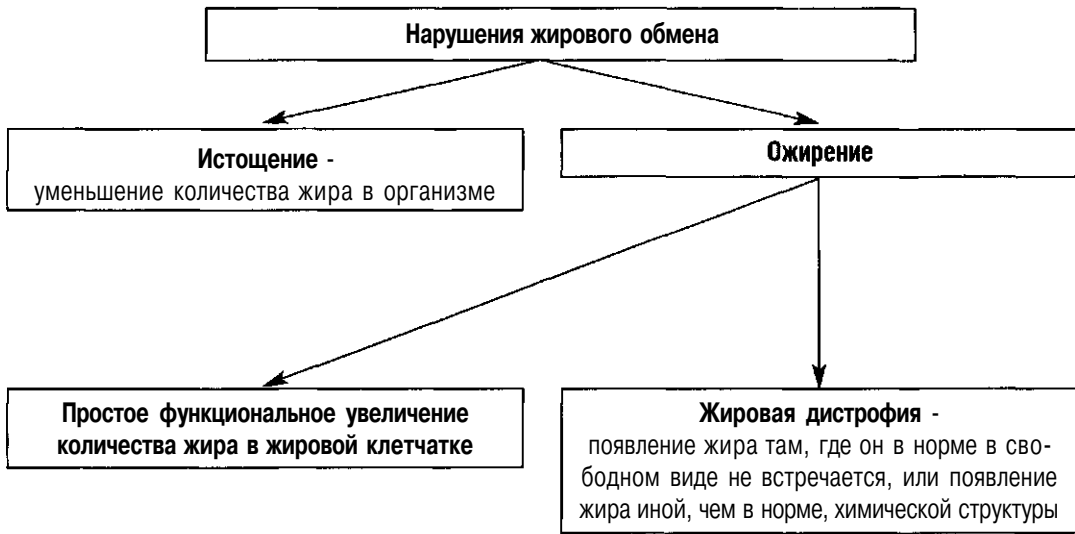 Нарушения жирового обмена
Истощение -
уменьшение количества жира в организме
Ожирение
Простое функциональное увеличение
количества жира в жировой клетчатке
Жировая дистрофия -
появление жира там, где он в норме в сво-
бодном виде не встречается, или появление
жира иной, чем в норме, химической структуры